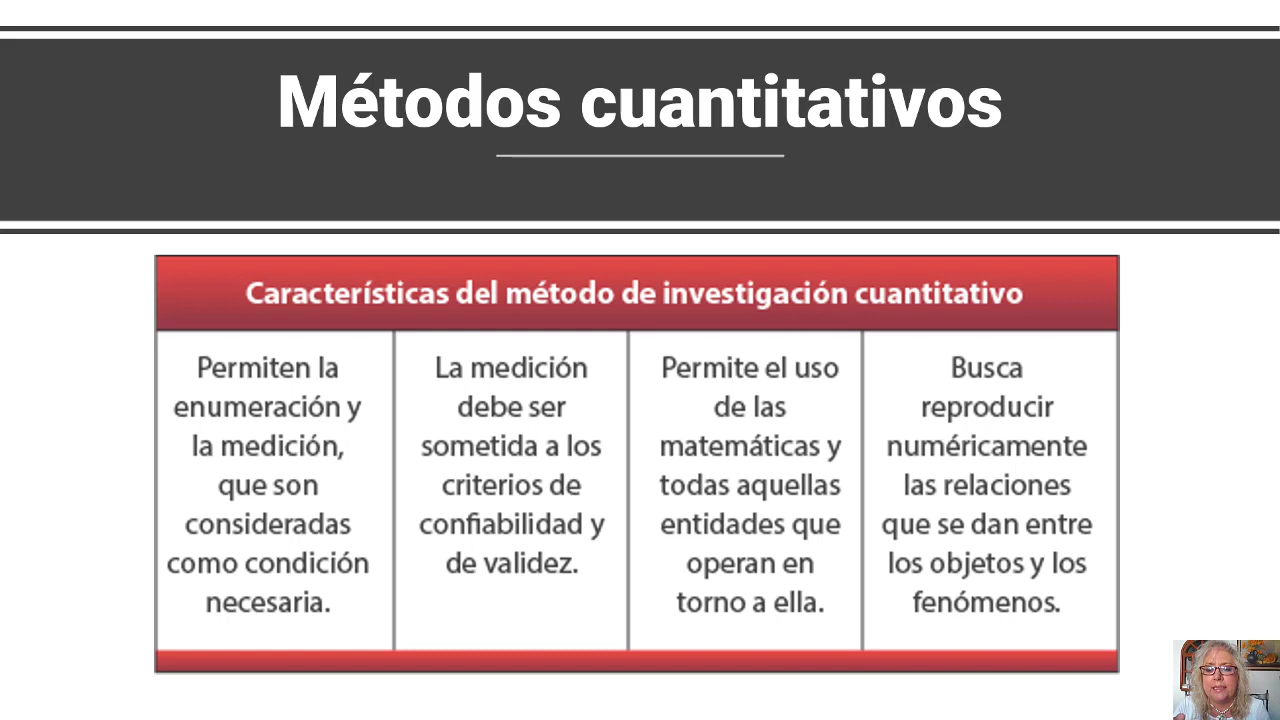 Métodos cuantitativos
Características del método de investigación cuantitativo
Permiten la
enumeración y
la medición,
que son
consideradas
como condición
necesaria.
La medición
debe ser
sometida a los
criterios de
confiabilidad y
de validez.
Permite el uso
de las
matemáticas y
todas aquellas
entidades que
operan en
torno a ella.
Busca
reproducir
numéricamente
las relaciones
que se dan entre
los objetos y los
fenómenos.